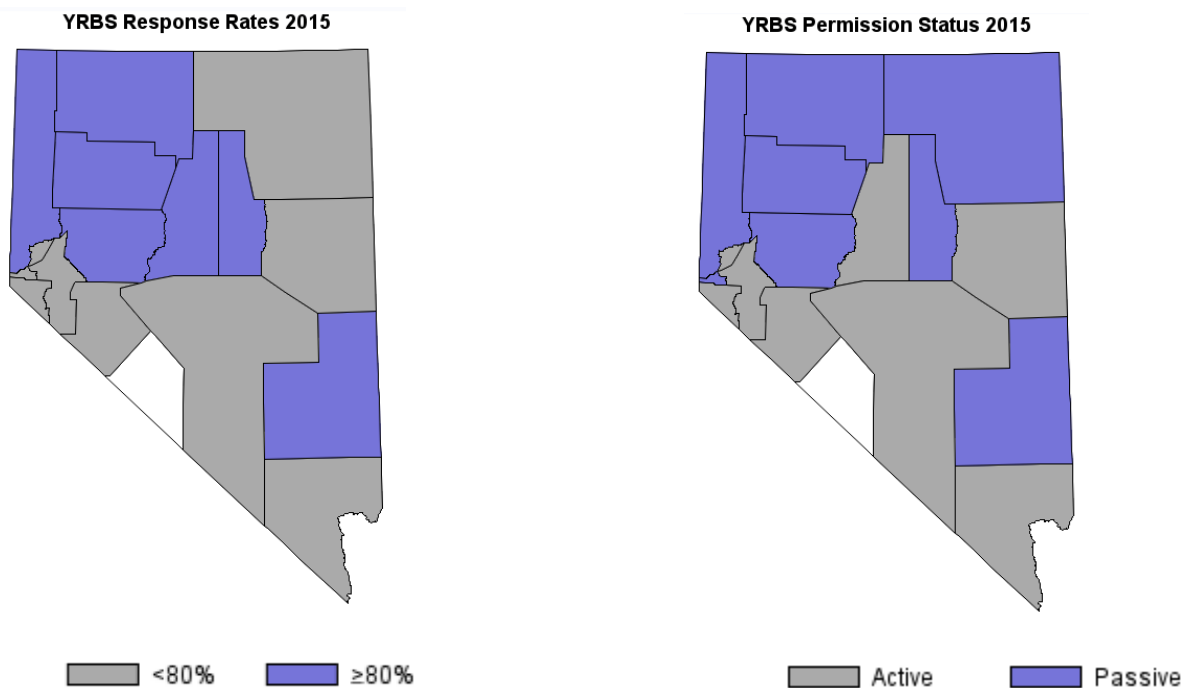 YRBS Response Rates 2015
YRBS Permission Status 2015
<80%
≥80%
Active
Passive